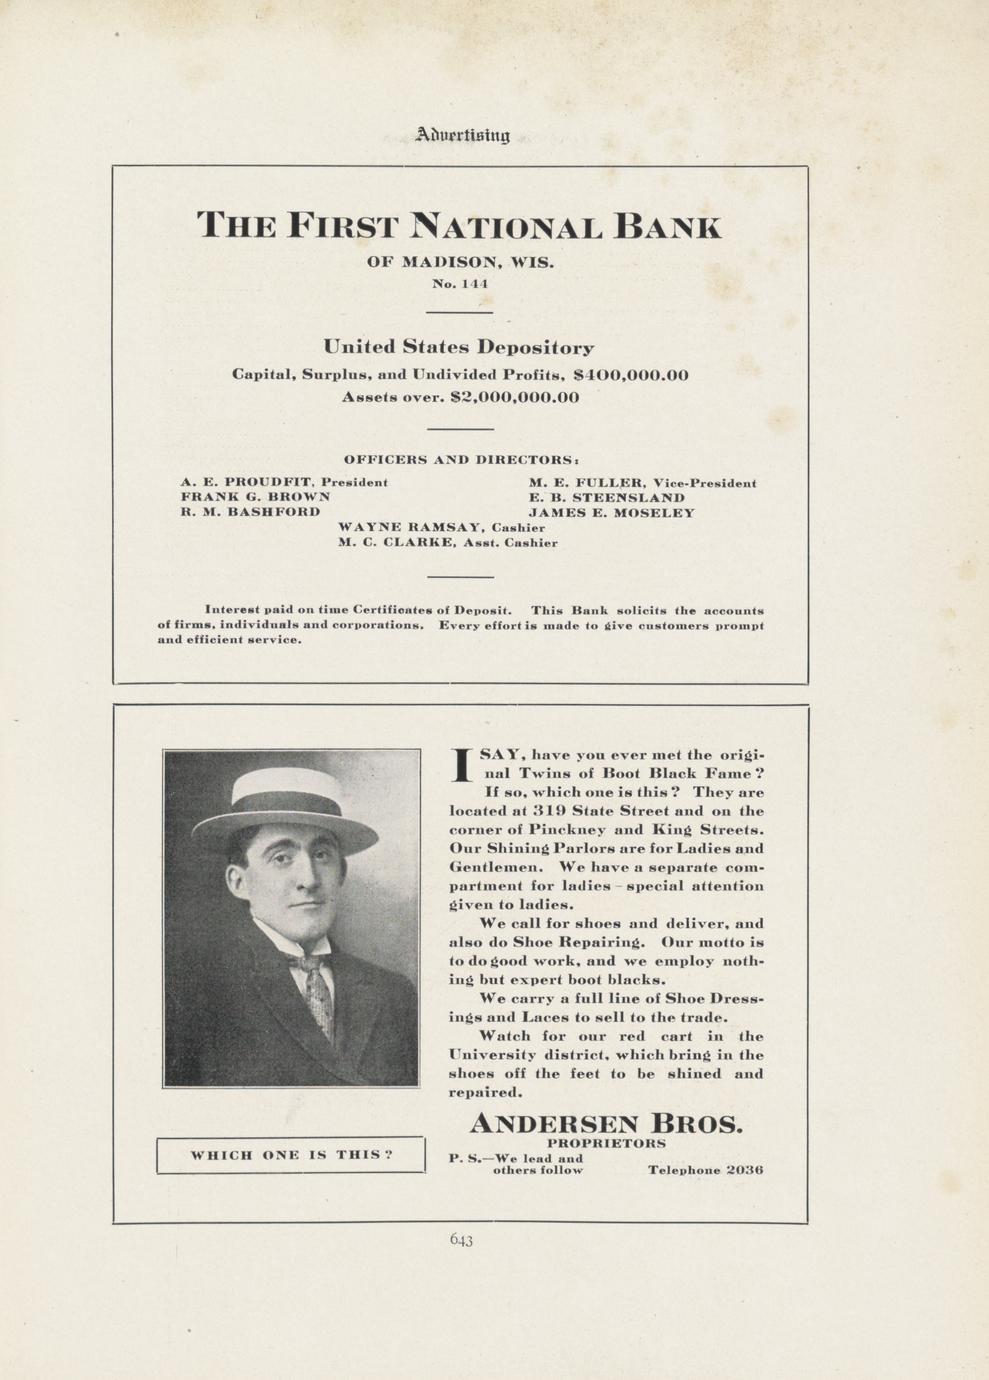 Advertising
THE FIRST NATIONAL BANK
OF MADISON, WIS.
No. 144
United States Depository
Capital, Surplus, and Undivided Profits, $400,000.00
Assets over. $2,000,000.00
OFFICERS AND DIRECTORS:
A. E. PROUDFIT, President
M. E. FULLER, Vice-President
FRANK G. BROWN
E. B. STEENSLAND
R. M. BASHFORD
JAMES E. MOSELEY
WAYNE RAMSAY, Cashier
M. C. CLARKE, Asst. Cashier
Interest paid on time Certificates of Deposit. This Bank solicits the accounts
of firms, individuals and corporations. Every effort is made to give customers prompt
and efficient service.
I SAY, have you ever met the origi-
nal Twins of Boot Black Fame?
If so, which one is this? They are
located at 319 State Street and on the
corner of Pinckney and King Streets.
Our Shining Parlors are for Ladies and
Gentlemen. We have a separate com-
partment for ladies – special attention
given to ladies.
We call for shoes and deliver, and
also do Shoe Repairing. Our motto is
to do good work, and we employ noth-
ing but expert boot blacks.
We carry a full line of Shoe Dress-
ings and Laces to sell to the trade.
Watch for our red cart in the
University district, which bring in the
shoes off the feet to be shined and
repaired.
ANDERSEN BROS.
PROPRIETORS
P. S.—We lead and
others follow
Telephone 2036
WHICH ONE IS THIS?
643